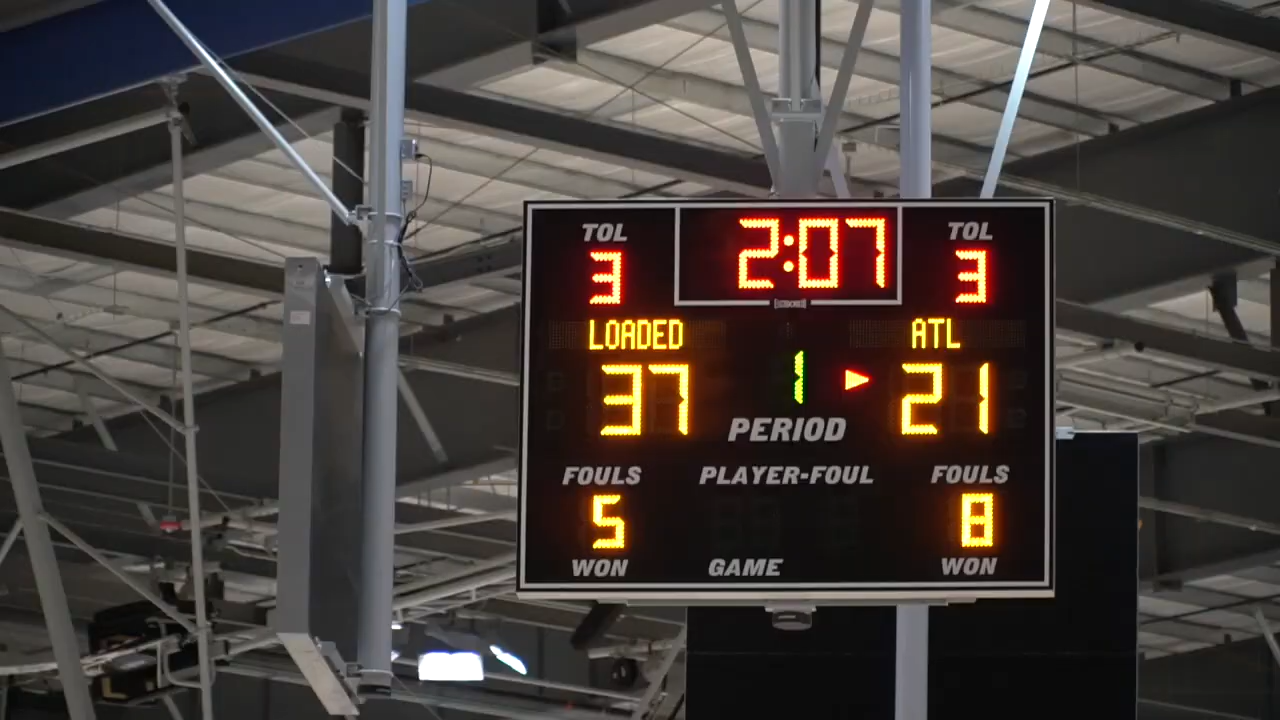 TOL 2:07 TOL
3 3
LOADED ATL
37 1 21
PERIOD
FOULS PLAYER-FOUL FOULS
5 8
WON GAME WON